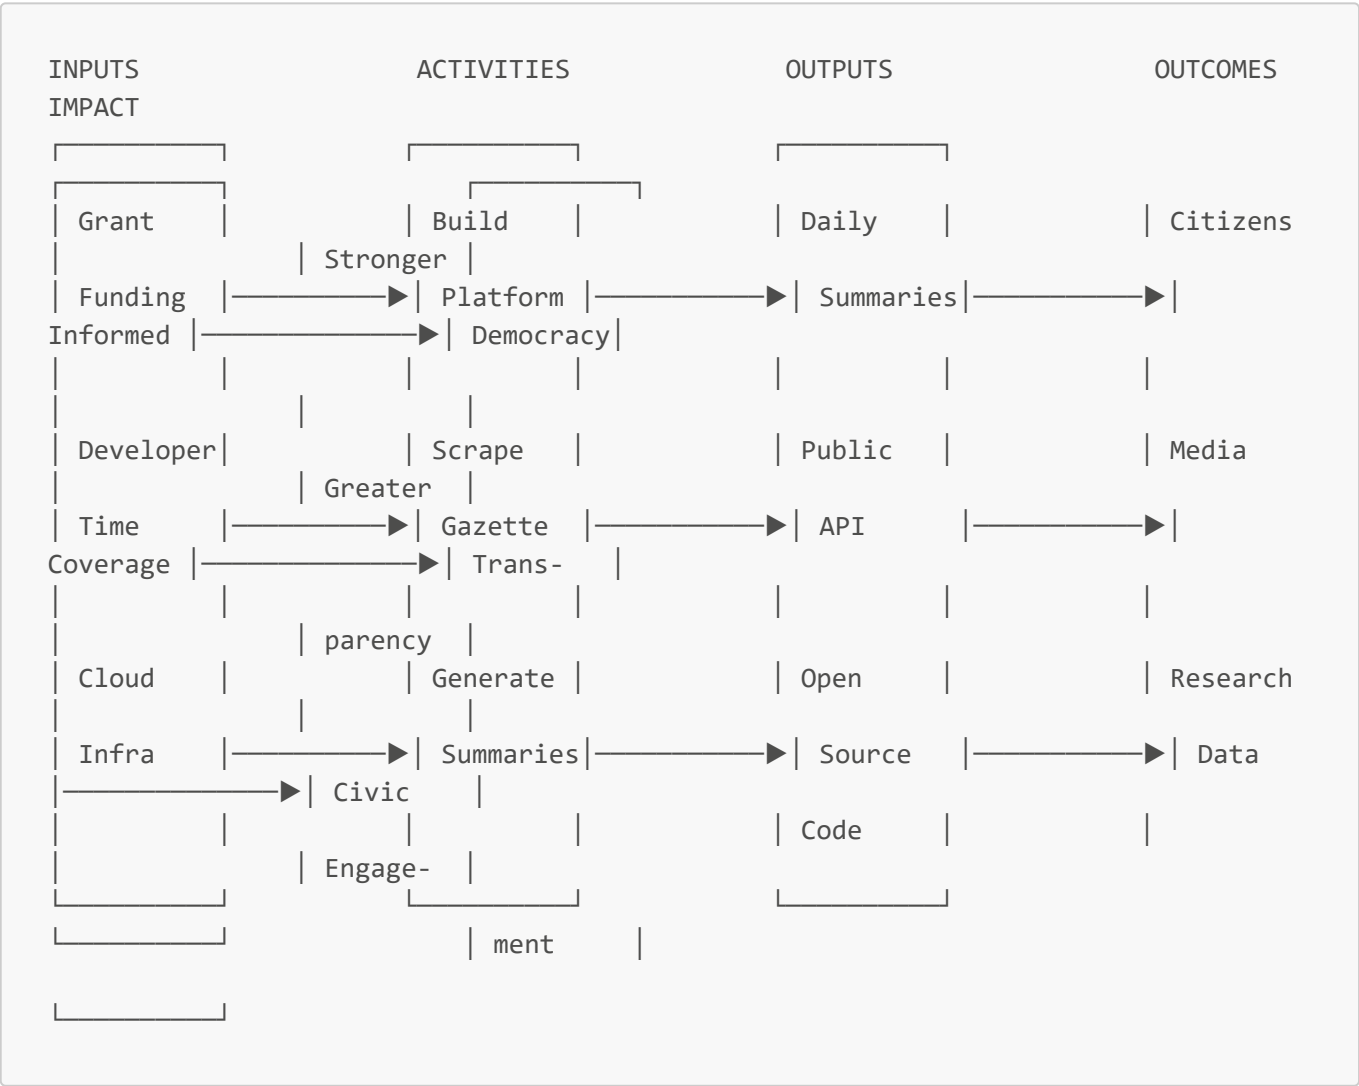 INPUTS ACTIVITIES OUTPUTS OUTCOMES
IMPACT
Grant Build Daily Citizens
Stronger
Funding Platform Summaries
Informed Democracy
Developer Scrape Public Media
Greater
Time Gazette API
Coverage Trans-
parency
Cloud Generate Open Research
Infra Summaries Source Data
Civic
Code
Engage-
ment